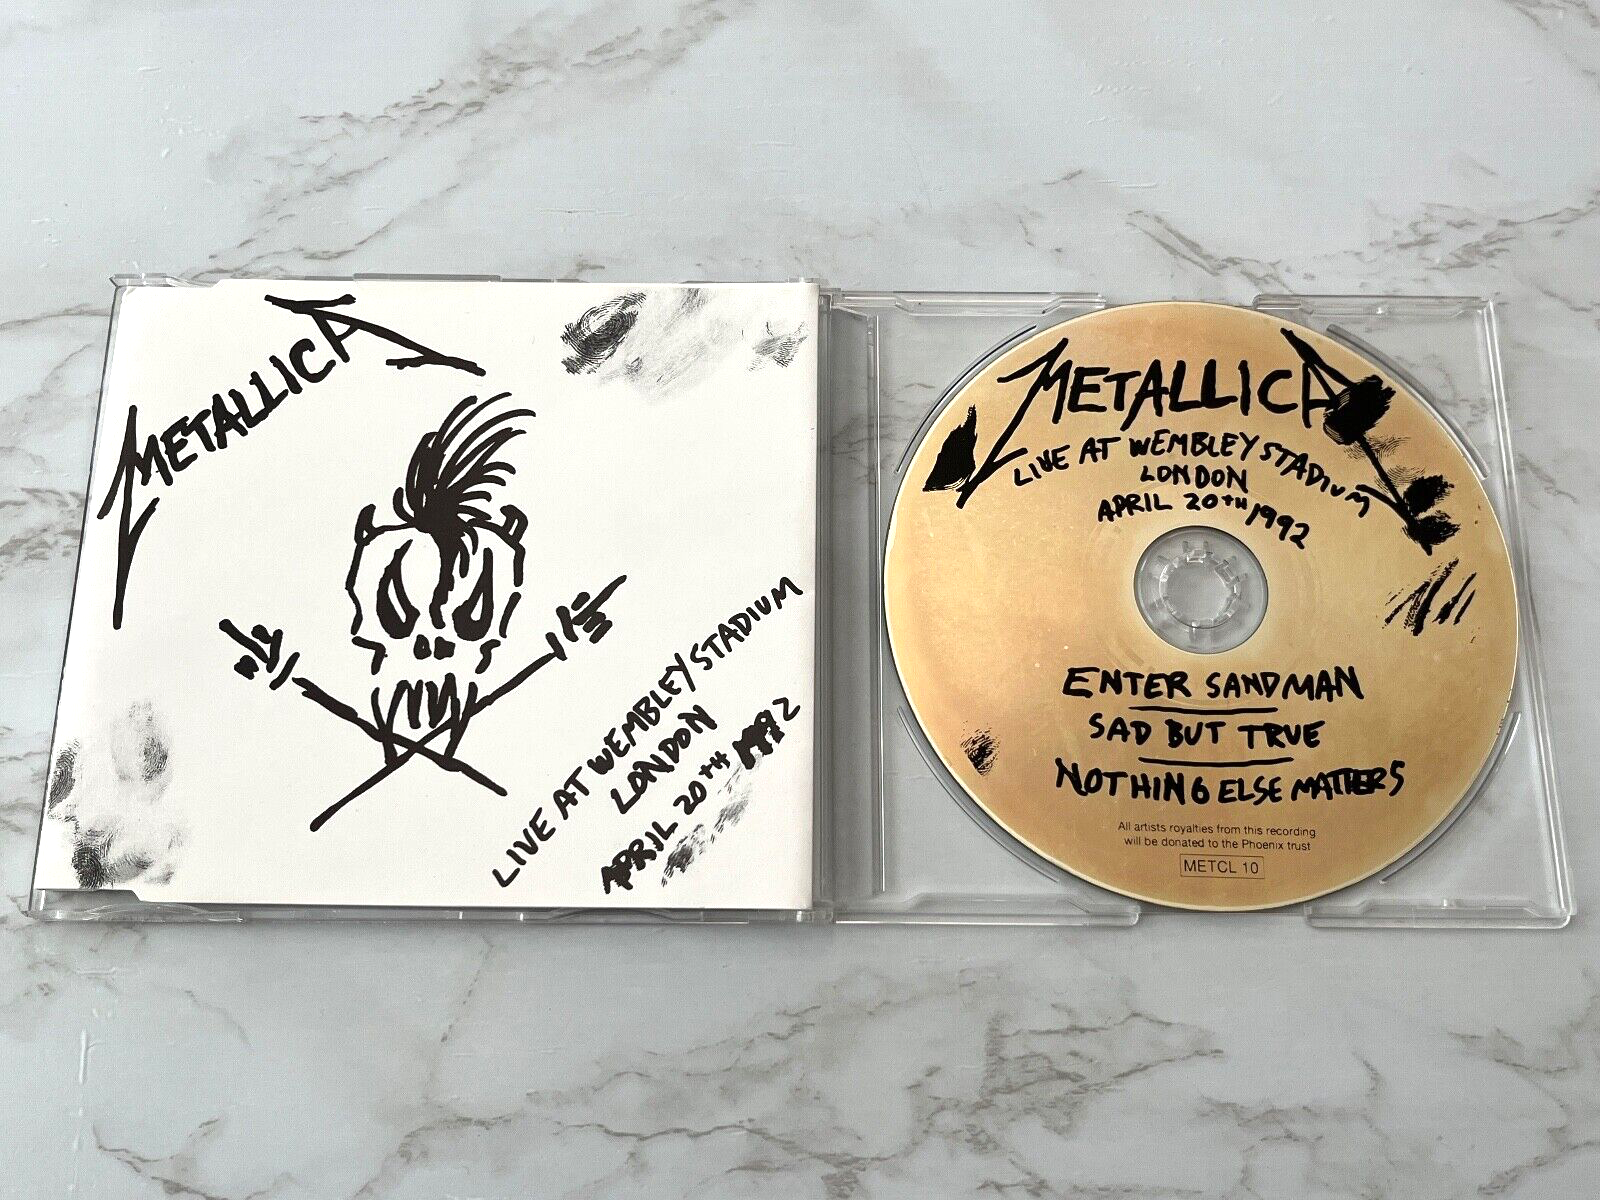 METALLICA
LIVE AT WEMBLEY STADIUM
LONDON
APRIL 20TH 1992
METALLICA
LIVE AT WEMBLEY STADIUM
LONDON
APRIL 20TH 1992
ENTER SANDMAN
SAD BUT TRUE
NOTHING ELSE MATTERS
All artists royalties from this recording
will be donated to the Phoenix trust
METCL 10